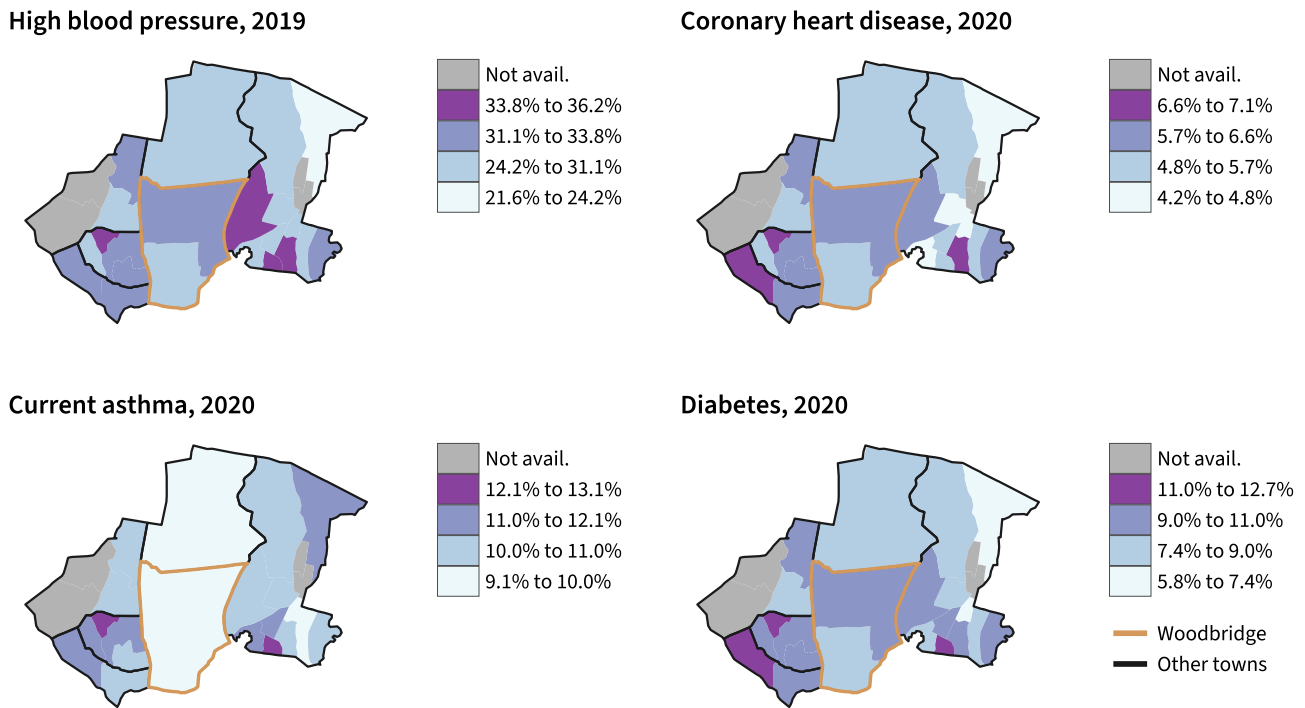 High blood pressure, 2019
Not avail.
33.8% to 36.2%
31.1% to 33.8%
24.2% to 31.1%
21.6% to 24.2%
Coronary heart disease, 2020
Not avail.
6.6% to 7.1%
5.7% to 6.6%
4.8% to 5.7%
4.2% to 4.8%
Current asthma, 2020
Not avail.
12.1% to 13.1%
11.0% to 12.1%
10.0% to 11.0%
9.1% to 10.0%
Diabetes, 2020
Not avail.
11.0% to 12.7%
9.0% to 11.0%
7.4% to 9.0%
5.8% to 7.4%
Woodbridge
Other towns